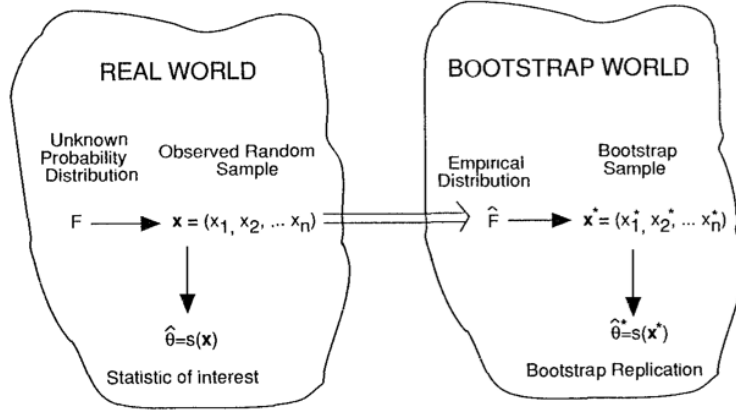 REAL WORLD
Unknown
Probability
Distribution
Observed Random
Sample
F
x = (x₁, x₂, ... xₙ)
θ̂=s(x)
Statistic of interest
BOOTSTRAP WORLD
Empirical
Distribution
Bootstrap
Sample
F̂
x* = (x₁*, x₂*, ... xₙ*)
θ̂*=s(x*)
Bootstrap Replication